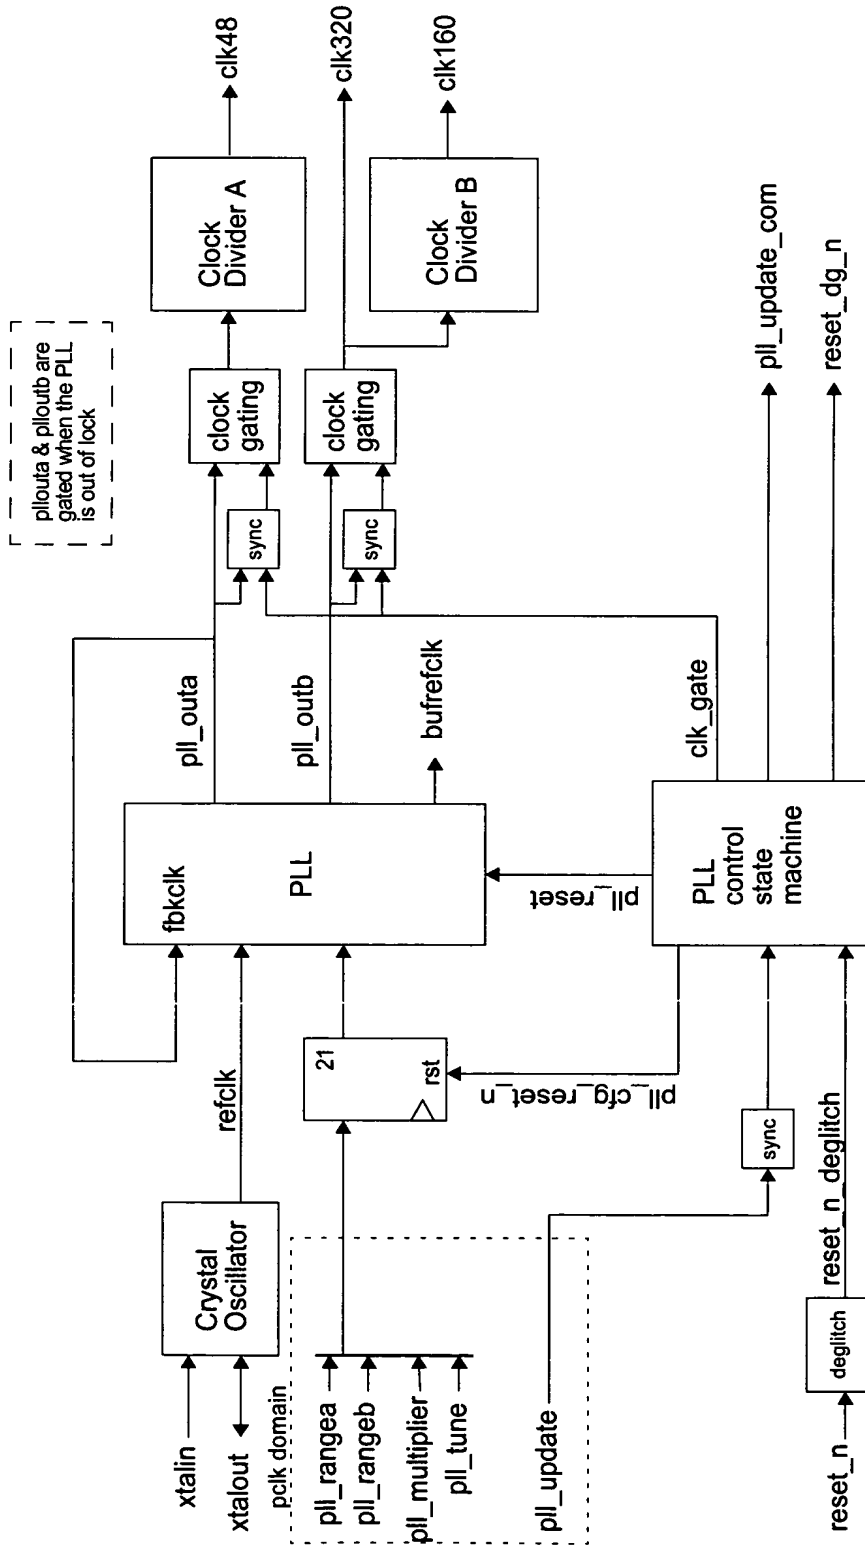 pllouta & plloutb are
gated when the PLL
is out of lock
clk48
clk320
clk160
Clock
Divider A
Clock
Divider B
clock
gating
clock
gating
sync
sync
pll_outa
pll_outb
bufrefclk
clk_gate
pll_update_com
reset_dg_n
fbkclk
PLL
pll_reset
PLL
control
state
machine
refclk
21
rst
pll_cfg_reset_n
sync
reset_n_deglitch
Crystal
Oscillator
xtalin
xtalout
pclk domain
pll_rangea
pll_rangeb
pll_multiplier
pll_tune
pll_update
deglitch
reset_n